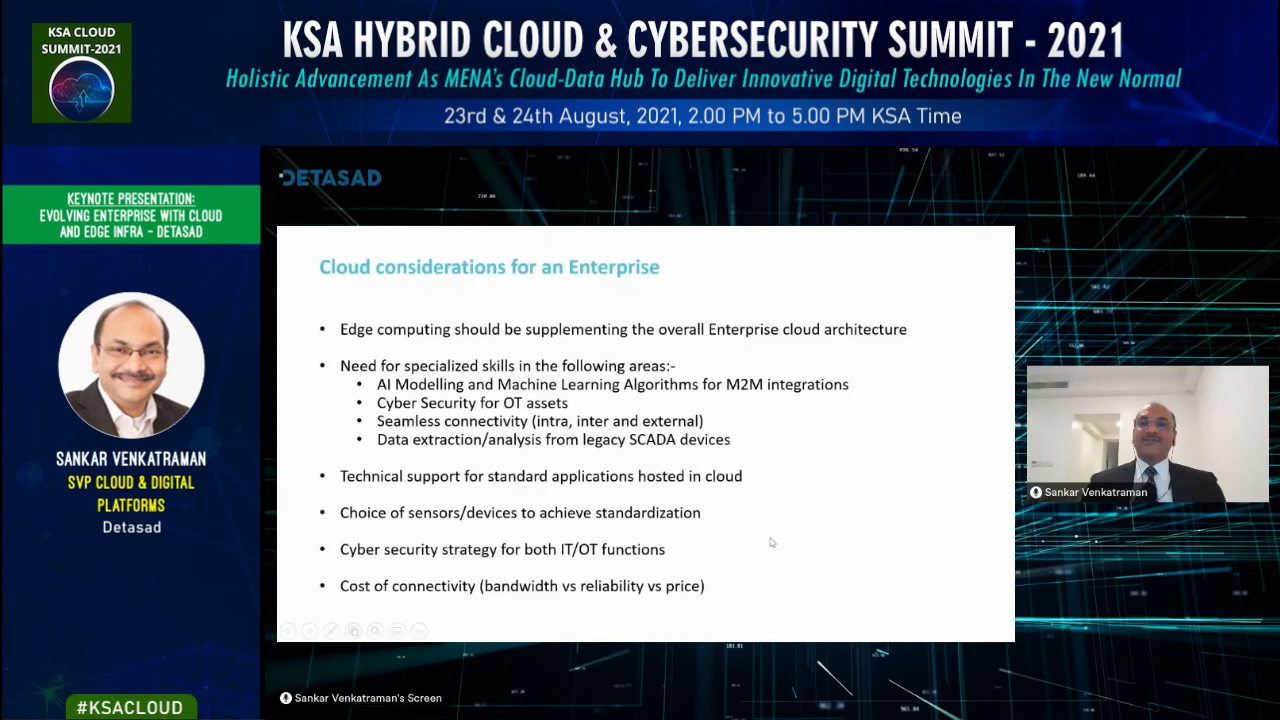 KSA CLOUD
SUMMIT-2021
KSA HYBRID CLOUD & CYBERSECURITY SUMMIT - 2021
Holistic Advancement As MENA's Cloud-Data Hub To Deliver Innovative Digital Technologies In The New Normal
23rd & 24th August, 2021, 2.00 PM to 5.00 PM KSA Time
KEYNOTE PRESENTATION:
EVOLVING ENTERPRISE WITH CLOUD
AND EDGE INFRA - DETASAD
SANKAR VENKATRAMAN
SVP CLOUD & DIGITAL
PLATFORMS
Detasad
#KSACLOUD
DETASAD
Cloud considerations for an Enterprise
• Edge computing should be supplementing the overall Enterprise cloud architecture
• Need for specialized skills in the following areas:-
• AI Modelling and Machine Learning Algorithms for M2M integrations
• Cyber Security for OT assets
• Seamless connectivity (intra, inter and external)
• Data extraction/analysis from legacy SCADA devices
• Technical support for standard applications hosted in cloud
• Choice of sensors/devices to achieve standardization
• Cyber security strategy for both IT/OT functions
• Cost of connectivity (bandwidth vs reliability vs price)
Sankar Venkatraman
Sankar Venkatraman's Screen